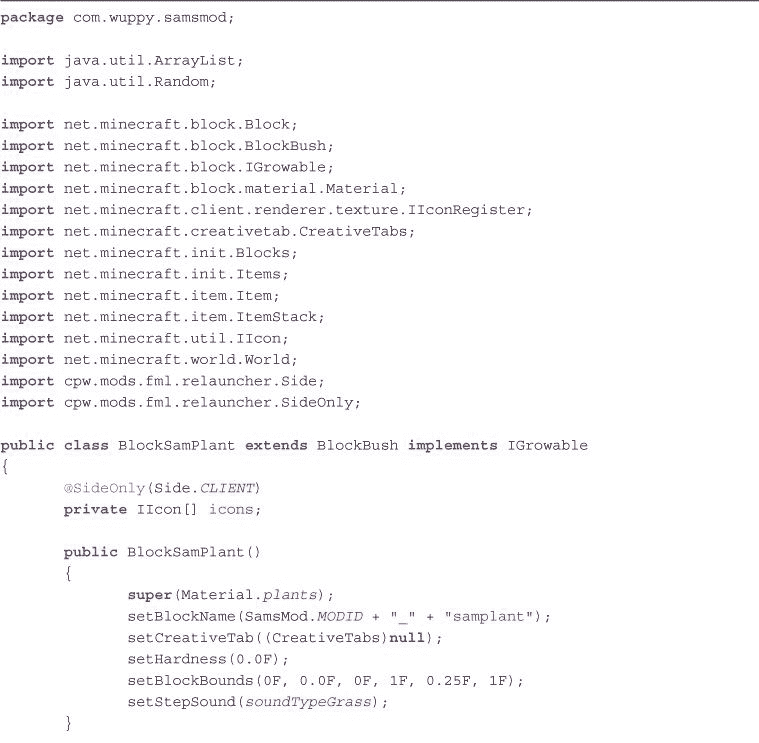 package com.wuppy.samsmod;

import java.util.ArrayList;
import java.util.Random;

import net.minecraft.block.Block;
import net.minecraft.block.BlockBush;
import net.minecraft.block.IGrowable;
import net.minecraft.block.material.Material;
import net.minecraft.client.renderer.texture.IIconRegister;
import net.minecraft.creativetab.CreativeTabs;
import net.minecraft.init.Blocks;
import net.minecraft.init.Items;
import net.minecraft.item.Item;
import net.minecraft.item.ItemStack;
import net.minecraft.util.IIcon;
import net.minecraft.world.World;
import cpw.mods.fml.relauncher.Side;
import cpw.mods.fml.relauncher.SideOnly;

public class BlockSamPlant extends BlockBush implements IGrowable
{
       @SideOnly(Side.CLIENT)
       private IIcon[] icons;

       public BlockSamPlant()
       {
              super(Material.plants);
              setBlockName(SamsMod.MODID + "_" + "samplant");
              setCreativeTab((CreativeTabs)null);
              setHardness(0.0F);
              setBlockBounds(0F, 0.0F, 0F, 1F, 0.25F, 1F);
              setStepSound(soundTypeGrass);
       }